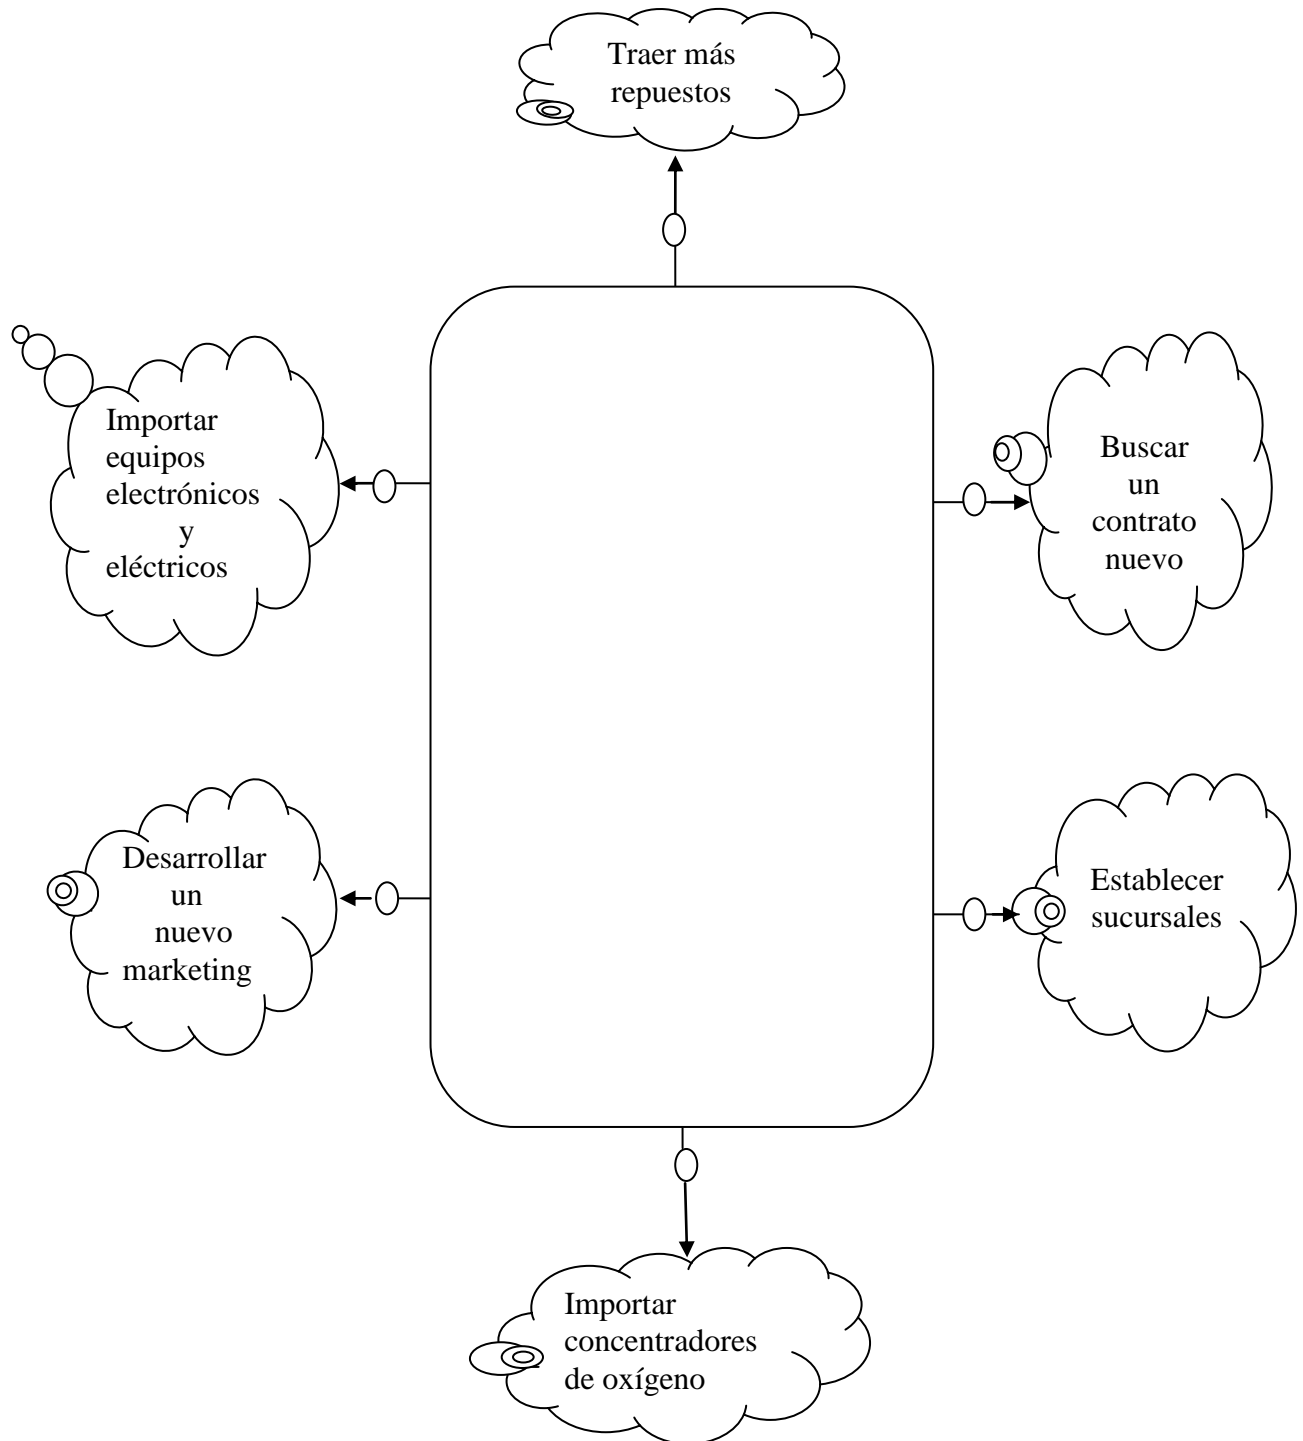 Traer más
repuestos
Importar
equipos
electrónicos
y
eléctricos
Buscar
un
contrato
nuevo
Desarrollar
un
nuevo
marketing
Establecer
sucursales
Importar
concentradores
de oxígeno